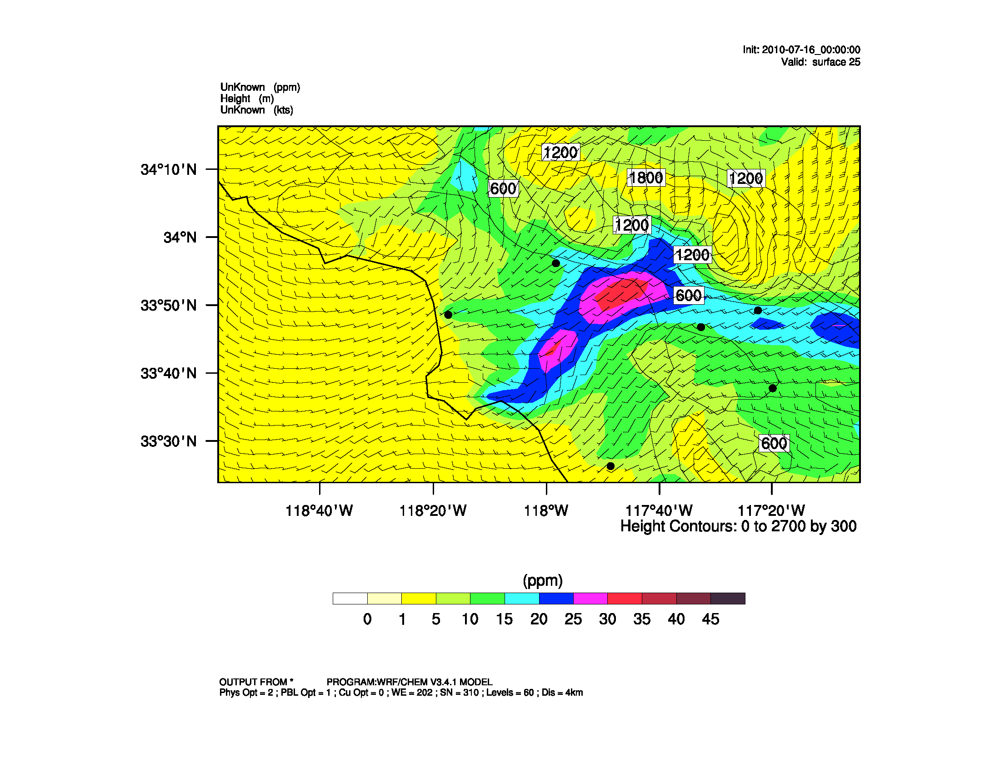 Init: 2010-07-16_00:00:00
Valid:  surface 25
UnKnown   (ppm)
Height   (m)
UnKnown   (kts)
1200
34°10'N
1800
1200
600
1200
34°N
1200
33°50'N
600
33°40'N
33°30'N
600
118°40'W
118°20'W
118°W
117°40'W
117°20'W
Height Contours: 0 to 2700 by 300
(ppm)
0 1 5 10 15 20 25 30 35 40 45
OUTPUT FROM *          PROGRAM:WRF/CHEM V3.4.1 MODEL
Phys Opt = 2 ; PBL Opt = 1 ; Cu Opt = 0 ; WE = 202 ; SN = 310 ; Levels = 60 ; Dis = 4km